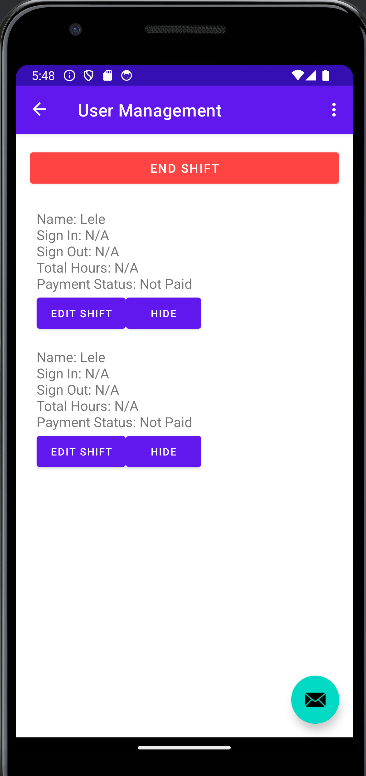 5:48
User Management
END SHIFT
Name: Lele
Sign In: N/A
Sign Out: N/A
Total Hours: N/A
Payment Status: Not Paid
EDIT SHIFT HIDE
Name: Lele
Sign In: N/A
Sign Out: N/A
Total Hours: N/A
Payment Status: Not Paid
EDIT SHIFT HIDE